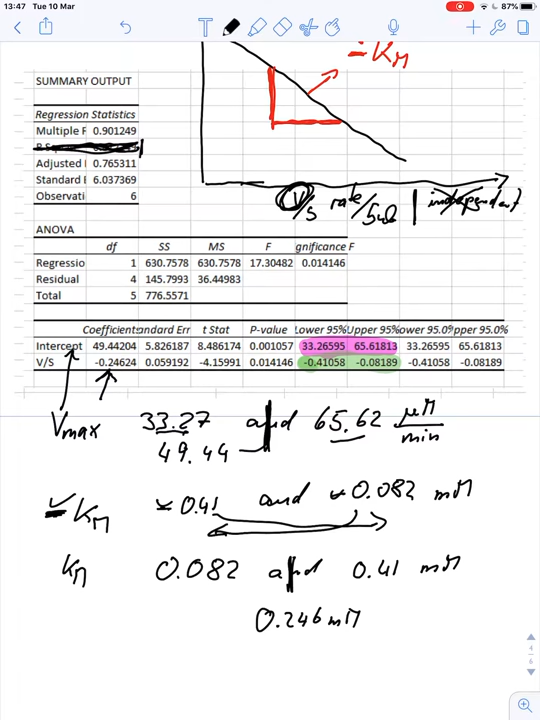 13:47 Tue 10 Mar 87%
= KM
SUMMARY OUTPUT
Regression Statistics
Multiple F 0.901249
Adjusted I 0.765311
Standard E 6.037369
Observati 6
V/S rate/Sub | independent
ANOVA
df SS MS F gnificance F
Regressio 1 630.7578 630.7578 17.30482 0.014146
Residual 4 145.7993 36.44983
Total 5 776.5571
Coefficients andard Err t Stat P-value Lower 95% Upper 95% ower 95.0% pper 95.0%
Intercept 49.44204 5.826187 8.486174 0.001057 33.26595 65.61813 33.26595 65.61813
V/S -0.24624 0.059192 -4.15991 0.014146 -0.41058 -0.08189 -0.41058 -0.08189
Vmax 33.27 and 65.62 μM/min
49.44
- KM - 0.41 and - 0.082 mM
KM 0.082 and 0.41 mM
0.246 mM
4
6